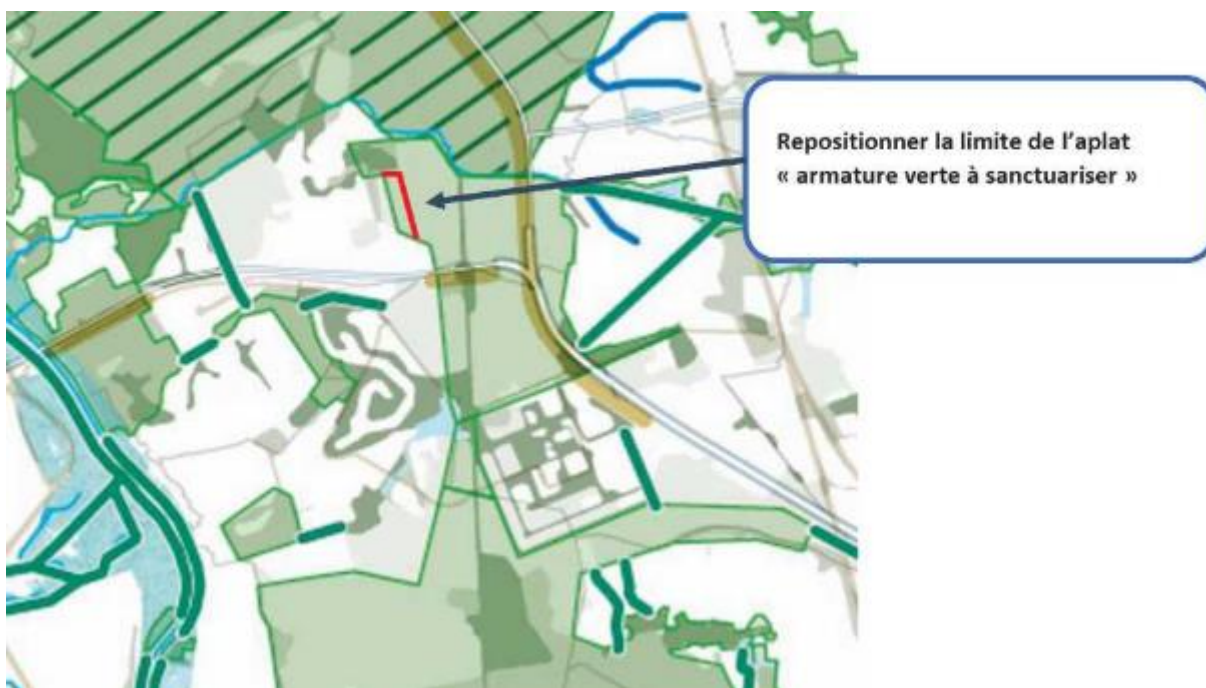 Repositionner la limite de l’aplat
« armature verte à sanctuariser »